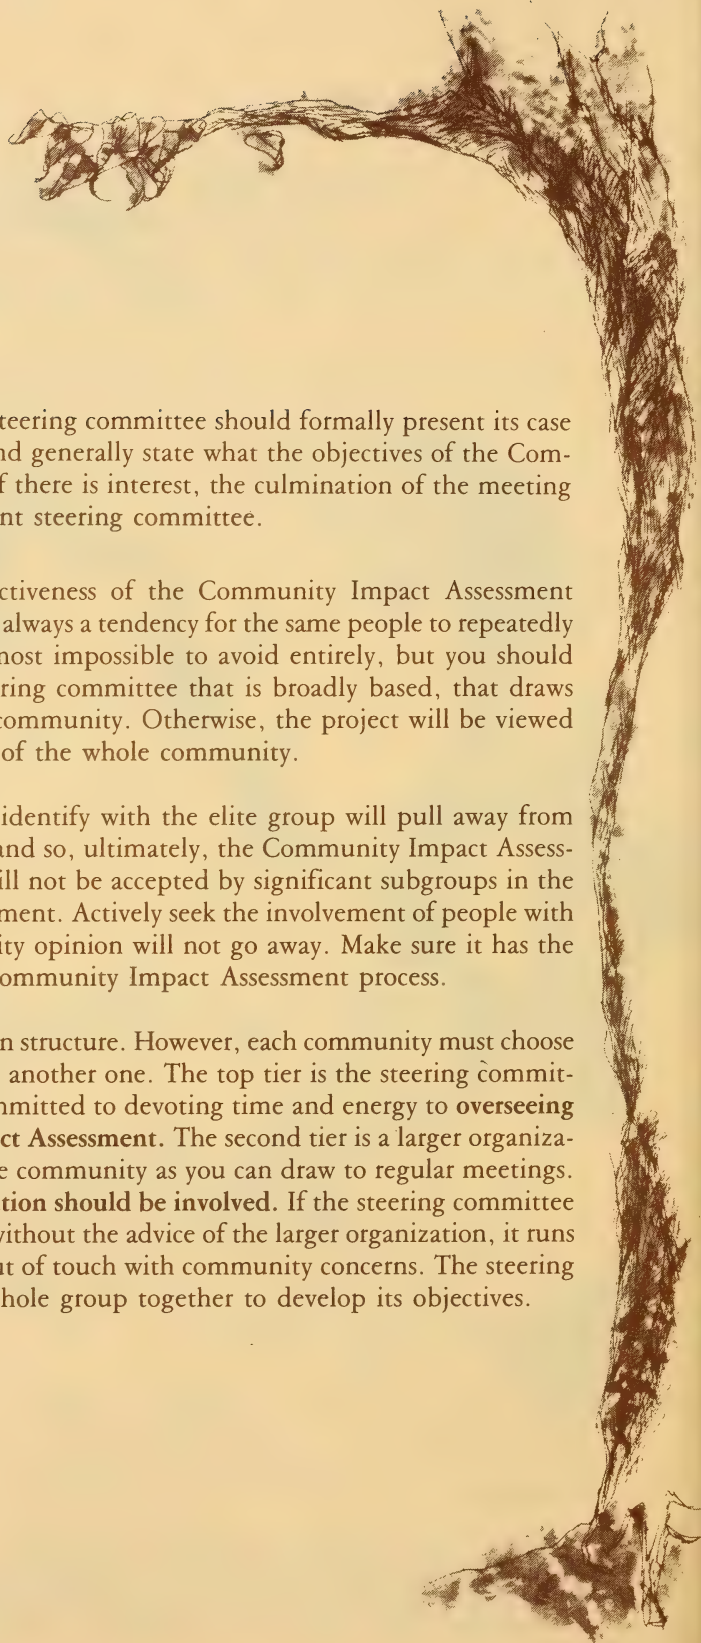 teering committee should formally present its case
nd generally state what the objectives of the Com-
f there is interest, the culmination of the meeting
nt steering committee.
ctiveness of the Community Impact Assessment
always a tendency for the same people to repeatedly
nost impossible to avoid entirely, but you should
ring committee that is broadly based, that draws
community. Otherwise, the project will be viewed
of the whole community.
identify with the elite group will pull away from
and so, ultimately, the Community Impact Assess-
ill not be accepted by significant subgroups in the
ment. Actively seek the involvement of people with
ity opinion will not go away. Make sure it has the
ommunity Impact Assessment process.
n structure. However, each community must choose
another one. The top tier is the steering commit-
mmitted to devoting time and energy to overseeing
ct Assessment. The second tier is a larger organiza-
e community as you can draw to regular meetings.
tion should be involved. If the steering committee
vithout the advice of the larger organization, it runs
ut of touch with community concerns. The steering
hole group together to develop its objectives.